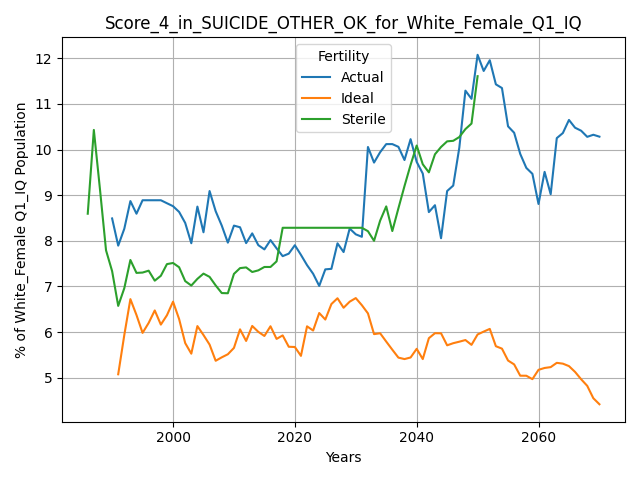 Score_4_in_SUICIDE_OTHER_OK_for_White_Female_Q1_IQ
% of White_Female Q1_IQ Population
12
11
10
9
8
7
6
5
Fertility
Actual
Ideal
Sterile
2000 2020 2040 2060
Years